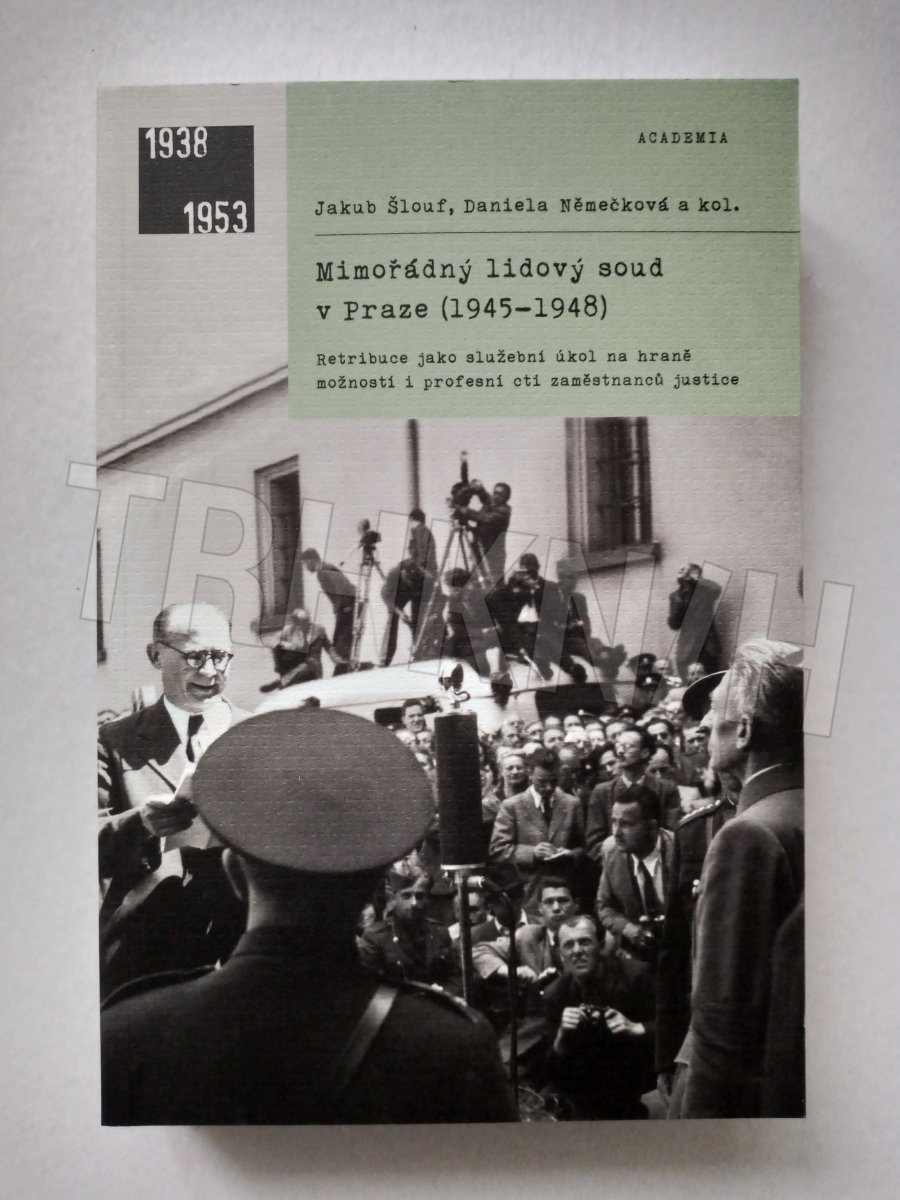 1938
1953
ACADEMIA
Jakub Šlouf, Daniela Němečková a kol.
Mimořádný lidový soud
v Praze (1945–1948)
Retribuce jako služební úkol na hraně
možností i profesní cti zaměstnanců justice
TRHKNIH